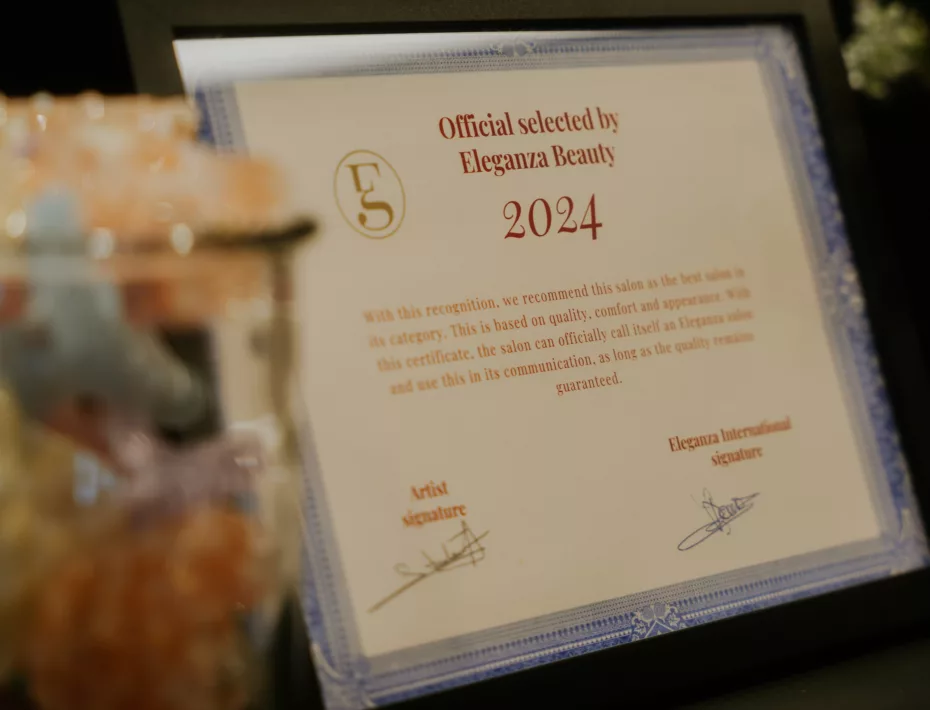 Official selected by
Eleganza Beauty
ES
2024
With this recognition, we recommend this salon as the best salon in
its category. This is based on quality, comfort and appearance. With
this certificate, the salon can officially call itself an Eleganza salon
and use this in its communication, as long as the quality remains
guaranteed.
Eleganza International
signature
Artist
signature